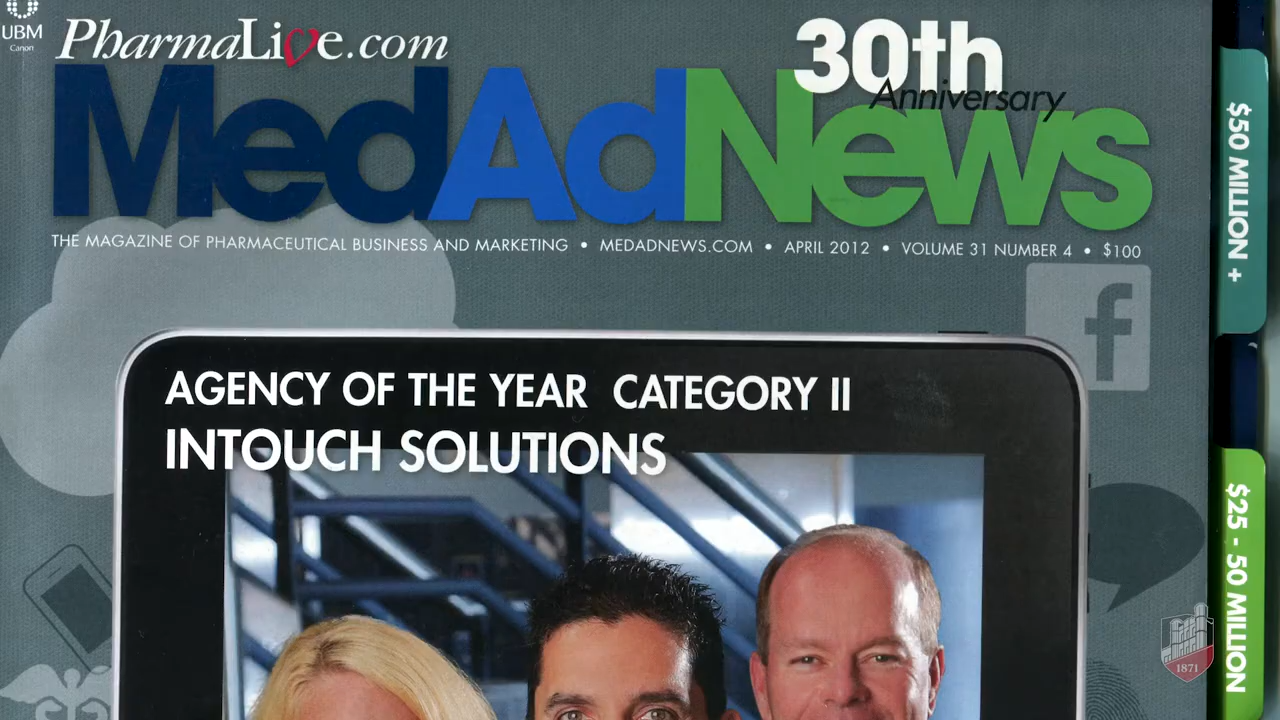 UBM
Canon
PharmaLive.com
30th
Anniversary
MedAdNews
THE MAGAZINE OF PHARMACEUTICAL BUSINESS AND MARKETING • MEDADNEWS.COM • APRIL 2012 • VOLUME 31 NUMBER 4 • $100
f
AGENCY OF THE YEAR CATEGORY II
INTOUCH SOLUTIONS
$50 MILLION +
$25 - 50 MILLION
1871